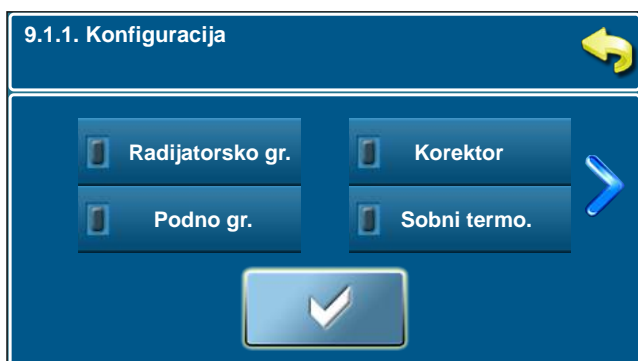 9.1.1. Konfiguracija
Radijatorsko gr.
Korektor
Podno gr.
Sobni termo.